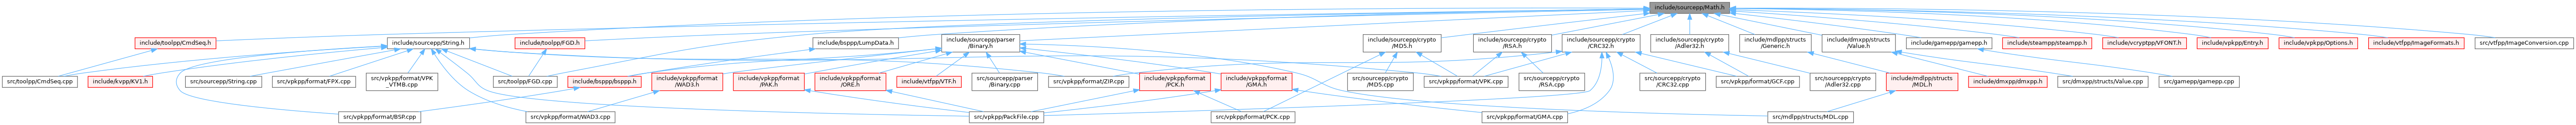 include/sourcepp/Math.h
include/toolpp/CmdSeq.h
include/sourcepp/String.h
include/toolpp/FGD.h
include/bsppp/LumpData.h
include/sourcepp/parser
/Binary.h
include/sourcepp/crypto
/MD5.h
include/sourcepp/crypto
/RSA.h
include/sourcepp/crypto
/CRC32.h
include/sourcepp/crypto
/Adler32.h
include/mdlpp/structs
/Generic.h
include/dmxpp/structs
/Value.h
include/gamepp/gamepp.h
include/steampp/steampp.h
include/vcryptpp/VFONT.h
include/vpkpp/Entry.h
include/vpkpp/Options.h
include/vtfpp/ImageFormats.h
src/vtfpp/ImageConversion.cpp
src/toolpp/CmdSeq.cpp
include/kvpp/KV1.h
src/sourcepp/String.cpp
src/vpkpp/format/FPX.cpp
src/vpkpp/format/VPK
_VTMB.cpp
src/toolpp/FGD.cpp
include/bsppp/bsppp.h
include/vpkpp/format
/WAD3.h
include/vpkpp/format
/PAK.h
include/vpkpp/format
/ORE.h
include/vtfpp/VTF.h
src/sourcepp/parser
/Binary.cpp
src/vpkpp/format/ZIP.cpp
include/vpkpp/format
/PCK.h
include/vpkpp/format
/GMA.h
src/sourcepp/crypto
/MD5.cpp
src/vpkpp/format/VPK.cpp
src/sourcepp/crypto
/RSA.cpp
src/sourcepp/crypto
/CRC32.cpp
src/vpkpp/format/GCF.cpp
src/sourcepp/crypto
/Adler32.cpp
include/mdlpp/structs
/MDL.h
include/dmxpp/dmxpp.h
src/dmxpp/structs/Value.cpp
src/gamepp/gamepp.cpp
src/vpkpp/format/BSP.cpp
src/vpkpp/format/WAD3.cpp
src/vpkpp/PackFile.cpp
src/vpkpp/format/PCK.cpp
src/vpkpp/format/GMA.cpp
src/mdlpp/structs/MDL.cpp